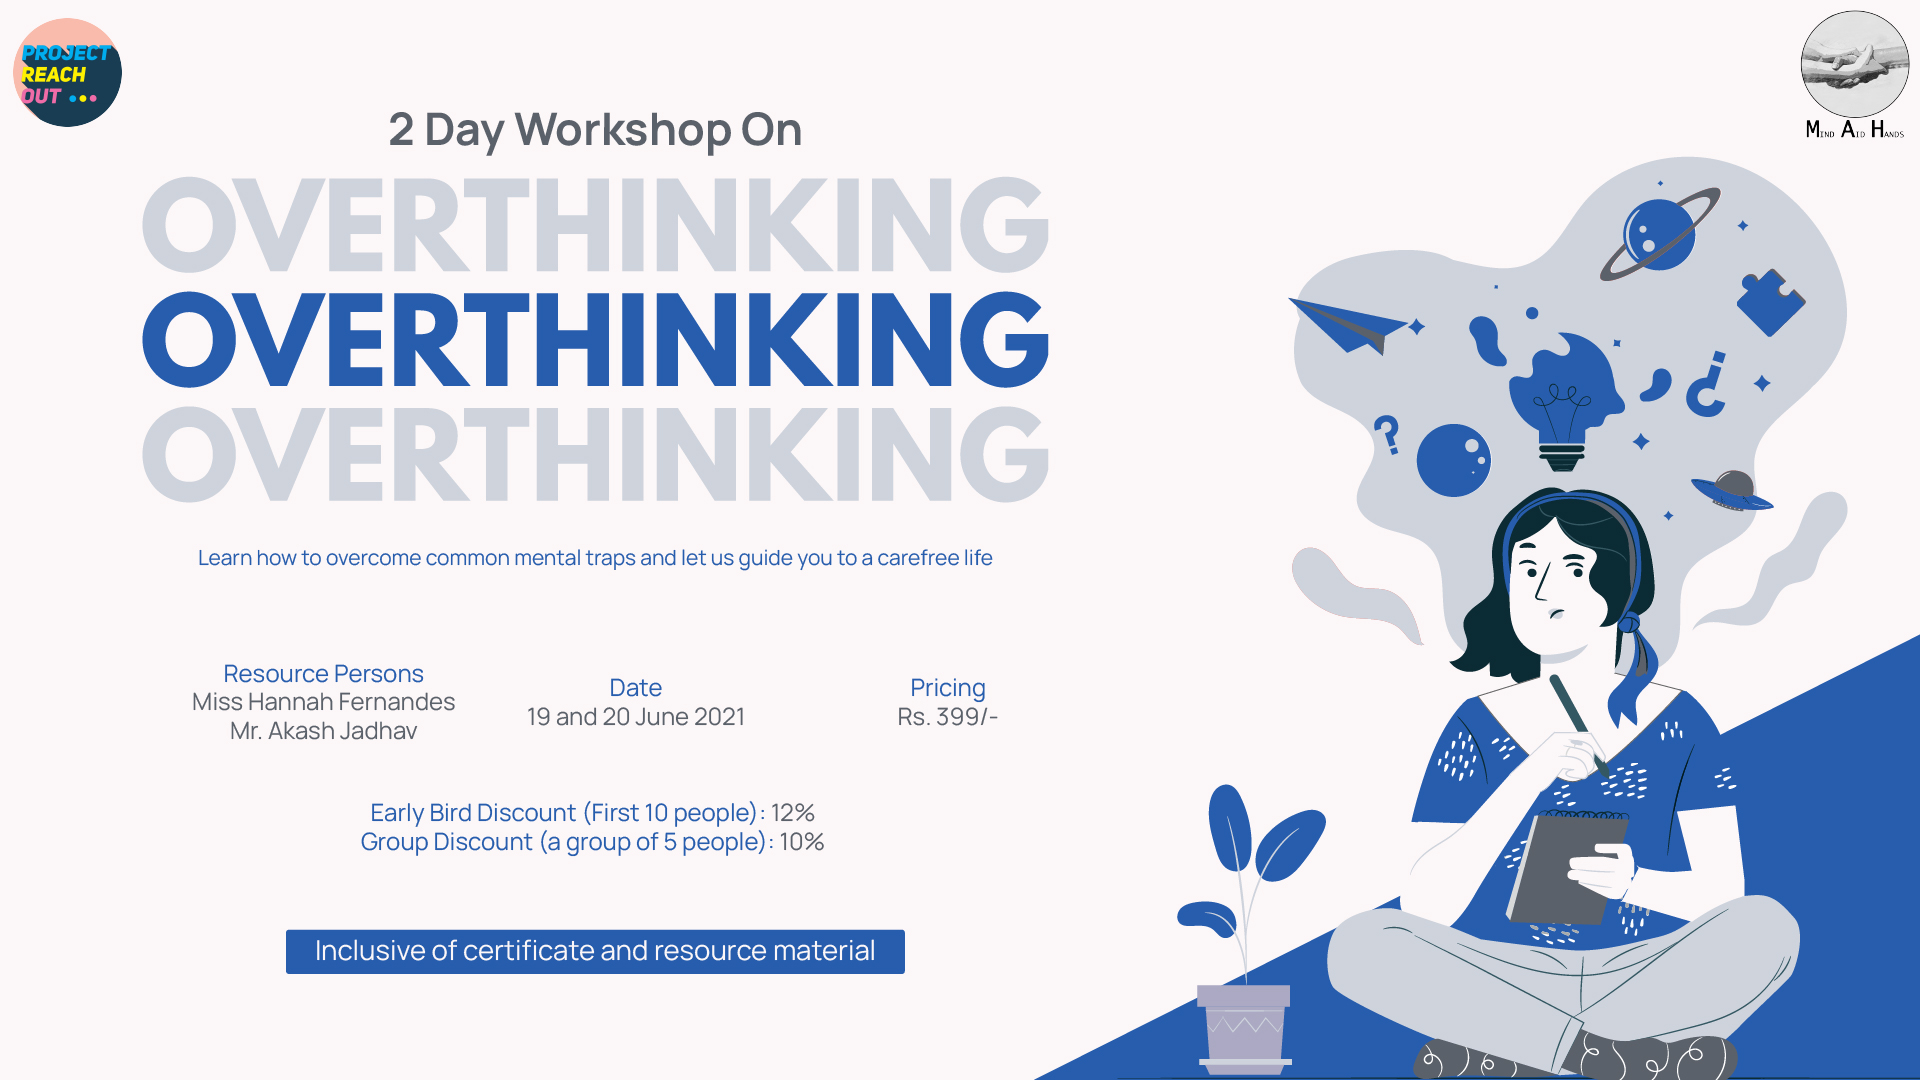 PROJECT
REACH
OUT
MIND AID HANDS
2 Day Workshop On
OVERTHINKING
OVERTHINKING
OVERTHINKING
Learn how to overcome common mental traps and let us guide you to a carefree life
Resource Persons
Miss Hannah Fernandes
Mr. Akash Jadhav
Date
19 and 20 June 2021
Pricing
Rs. 399/-
Early Bird Discount (First 10 people): 12%
Group Discount (a group of 5 people): 10%
Inclusive of certificate and resource material